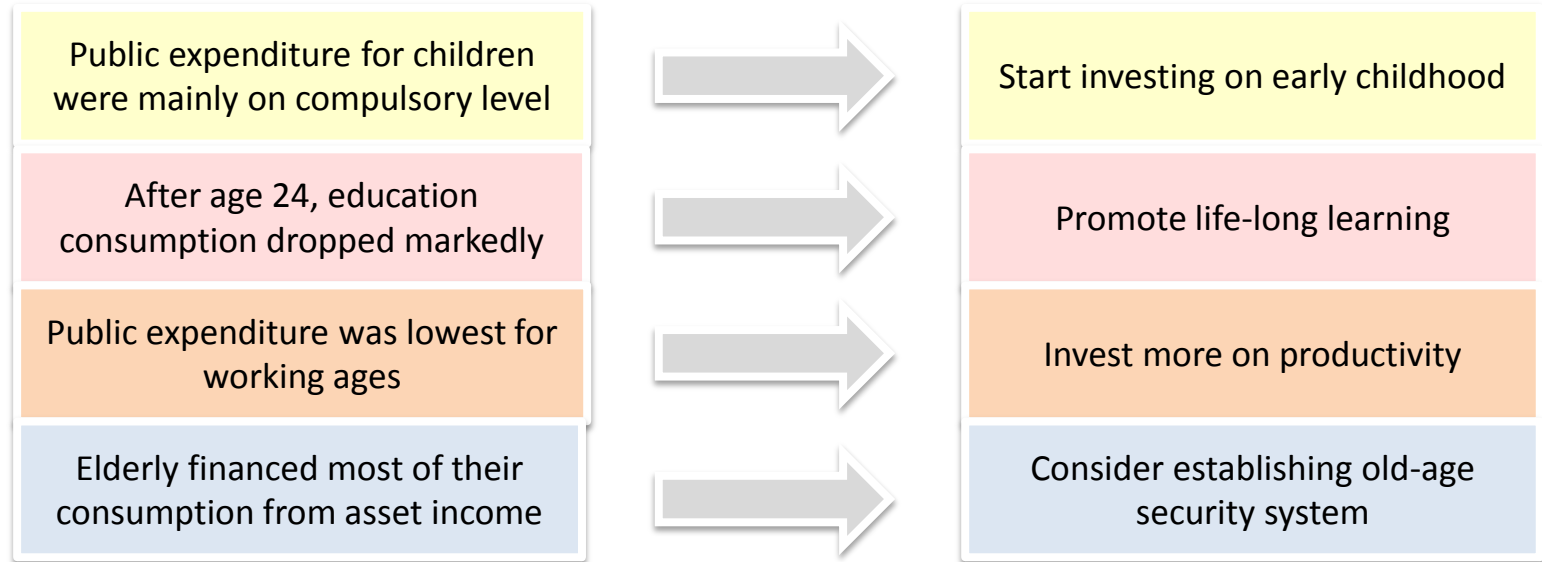 Public expenditure for children
were mainly on compulsory level
Start investing on early childhood
After age 24, education
consumption dropped markedly
Promote life-long learning
Public expenditure was lowest for
working ages
Invest more on productivity
Elderly financed most of their
consumption from asset income
Consider establishing old-age
security system